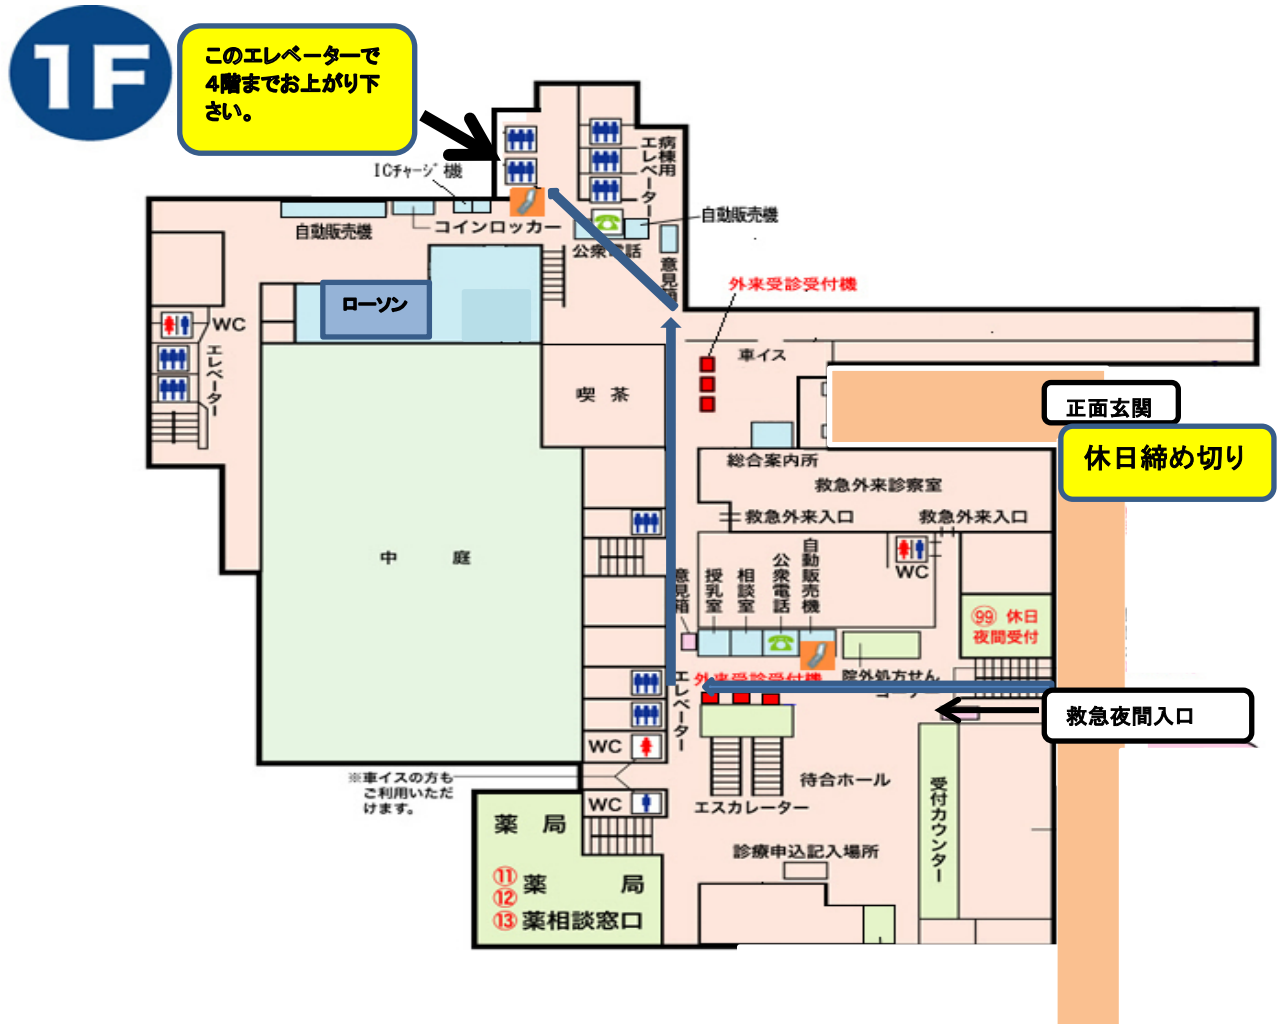 1F
このエレベーターで
4階までお上がり下
さい。
ICチャージ機
病棟用
エレベーター
自動販売機
自動販売機
コインロッカー
公衆電話
意見箱
外来受診受付機
ローソン
WC
エレベーター
車イス
喫茶
正面玄関
休日締め切り
総合案内所
救急外来診察室
救急外来入口
救急外来入口
中庭
WC
意見箱
授乳室
相談室
公衆電話
自動販売機
99 休日
夜間受付
外来受診受付機
院外処方せん
コーナー
エレベーター
救急夜間入口
WC
※車イスの方も
ご利用いただ
けます。
WC
待合ホール
エスカレーター
受付カウンター
薬局
診療申込記入場所
11
12 薬局
13 薬相談窓口